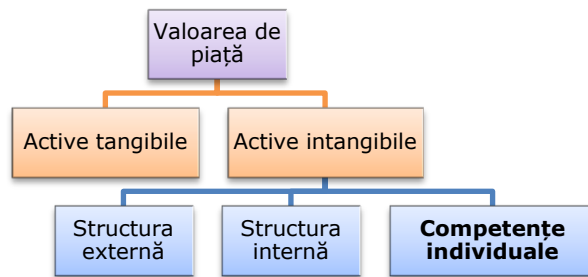 Valoarea de
piață
Active tangibile
Active intangibile
Structura
externă
Structura
internă
Competențe
individuale